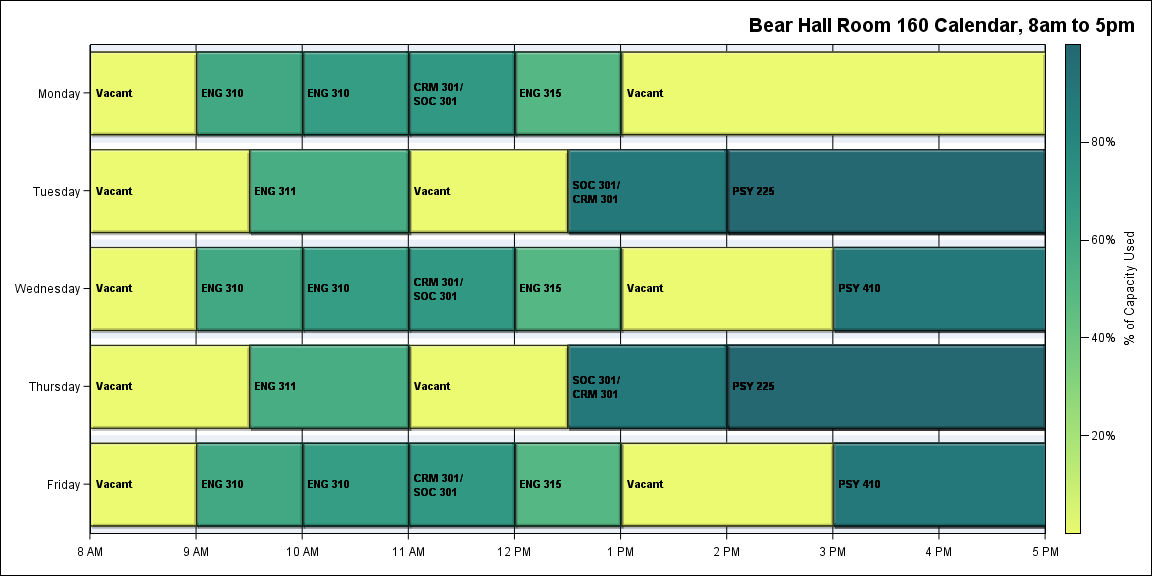 Bear Hall Room 160 Calendar, 8am to 5pm
Monday
Vacant
ENG 310
ENG 310
CRM 301/
SOC 301
ENG 315
Vacant
Tuesday
Vacant
ENG 311
Vacant
SOC 301/
CRM 301
PSY 225
Wednesday
Vacant
ENG 310
ENG 310
CRM 301/
SOC 301
ENG 315
Vacant
PSY 410
Thursday
Vacant
ENG 311
Vacant
SOC 301/
CRM 301
PSY 225
Friday
Vacant
ENG 310
ENG 310
CRM 301/
SOC 301
ENG 315
Vacant
PSY 410
8 AM
9 AM
10 AM
11 AM
12 PM
1 PM
2 PM
3 PM
4 PM
5 PM
80%
60%
40%
20%
% of Capacity Used